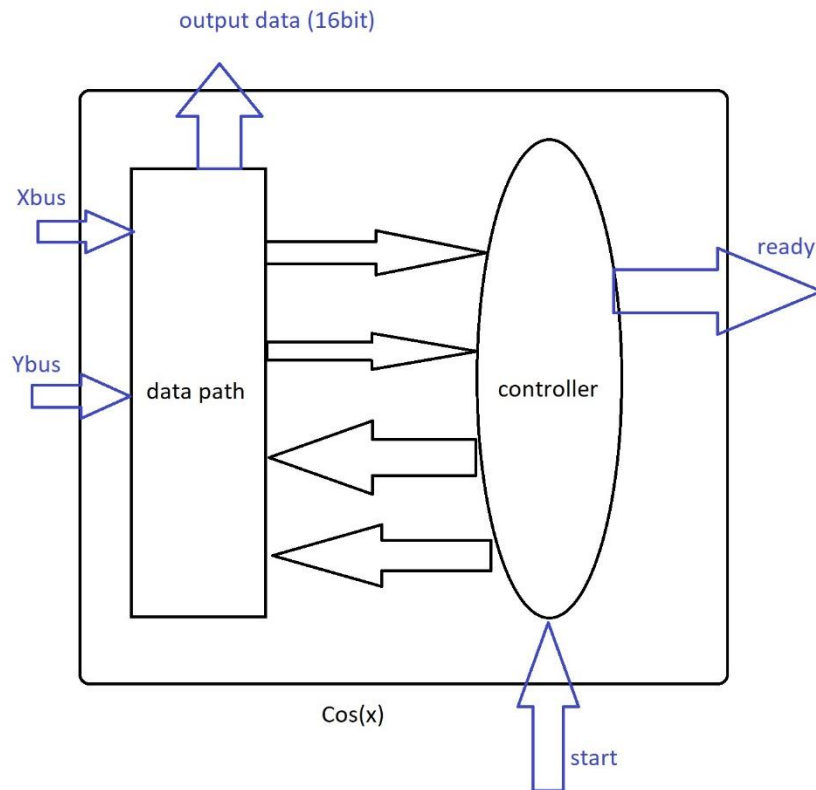 output data (16bit)
Xbus
ready
Ybus
data path
controller
Cos(x)
start